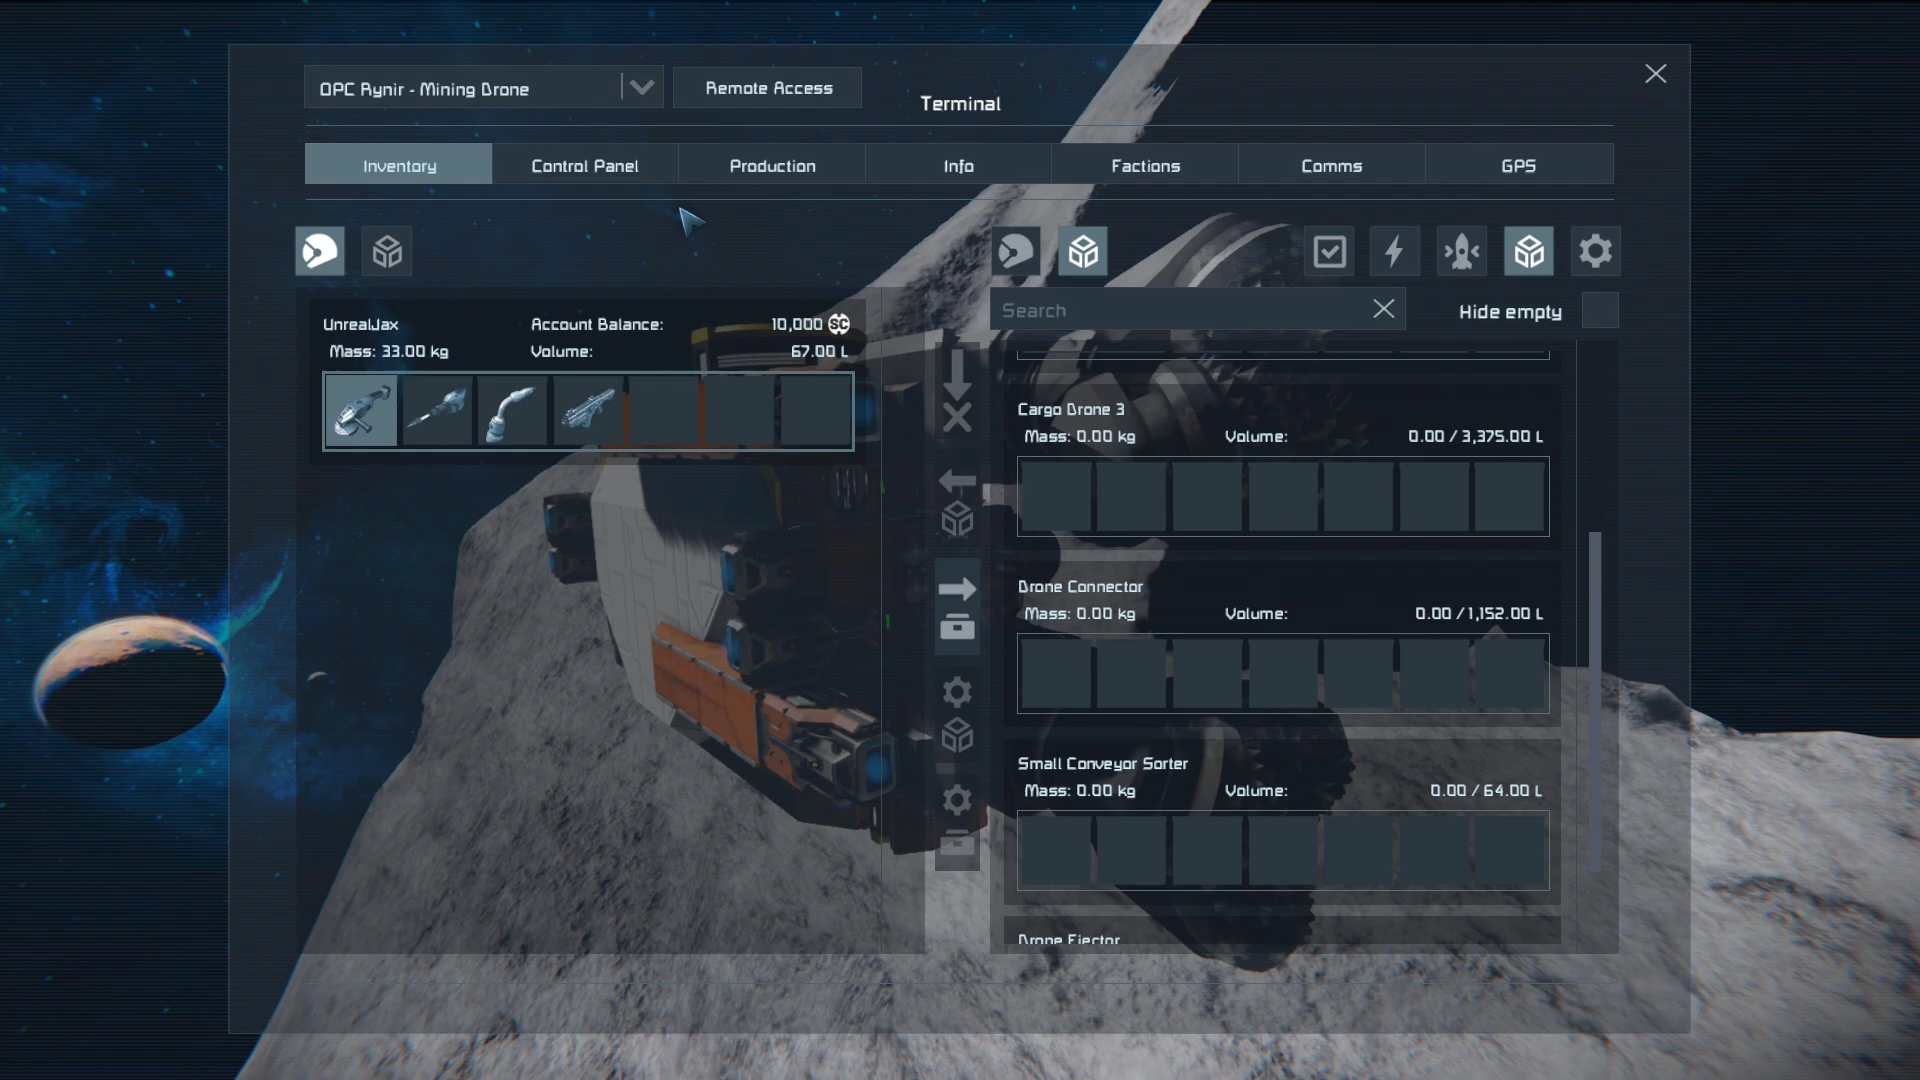 OPC Rynir - Mining Drone
Remote Access
Terminal
Inventory
Control Panel
Production
Info
Factions
Comms
GPS
Search
Hide empty
UnrealJax
Account Balance:
10,000 SC
Mass: 33.00 kg
Volume:
67.00 L
Cargo Drone 3
Mass: 0.00 kg
Volume:
0.00 / 3,375.00 L
Drone Connector
Mass: 0.00 kg
Volume:
0.00 / 1,152.00 L
Small Conveyor Sorter
Mass: 0.00 kg
Volume:
0.00 / 64.00 L
Drone Ejector